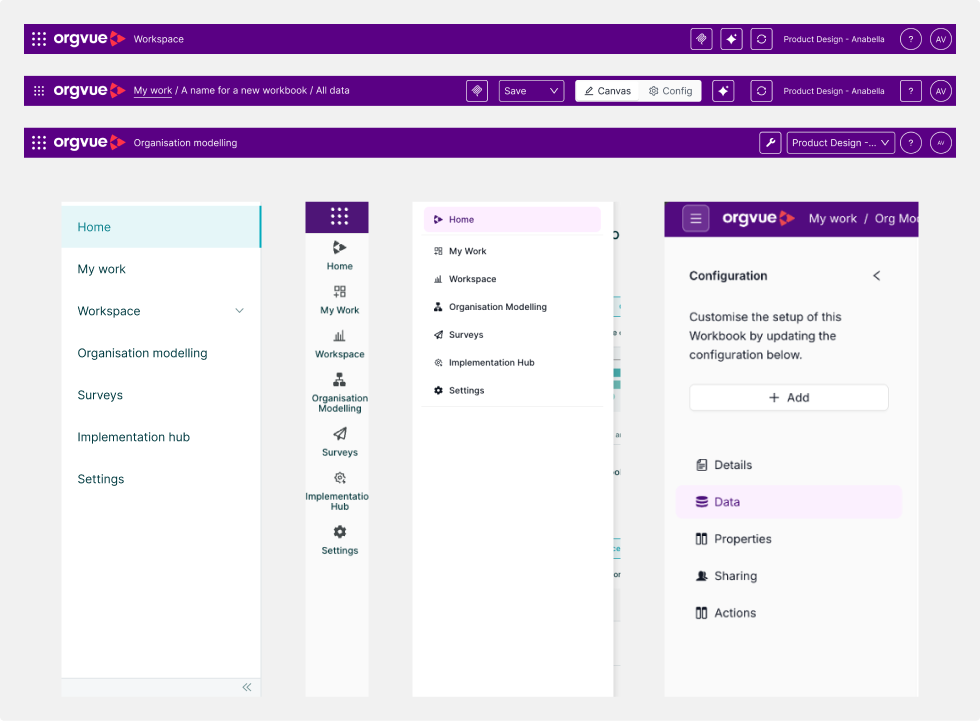 orgvue Workspace Product Design - Anabella ? AV
orgvue My work / A name for a new workbook / All data Save Canvas Config Product Design - Anabella ? AV
orgvue Organisation modelling Product Design -... ? AV
Home
My work
Workspace
Organisation modelling
Surveys
Implementation hub
Settings
Home
My Work
Workspace
Organisation
Modelling
Surveys
Implementatio
Hub
Settings
Home
My Work
Workspace
Organisation Modelling
Surveys
Implementation Hub
Settings
orgvue My work / Org Mo
Configuration
Customise the setup of this
Workbook by updating the
configuration below.
+ Add
Details
Data
Properties
Sharing
Actions